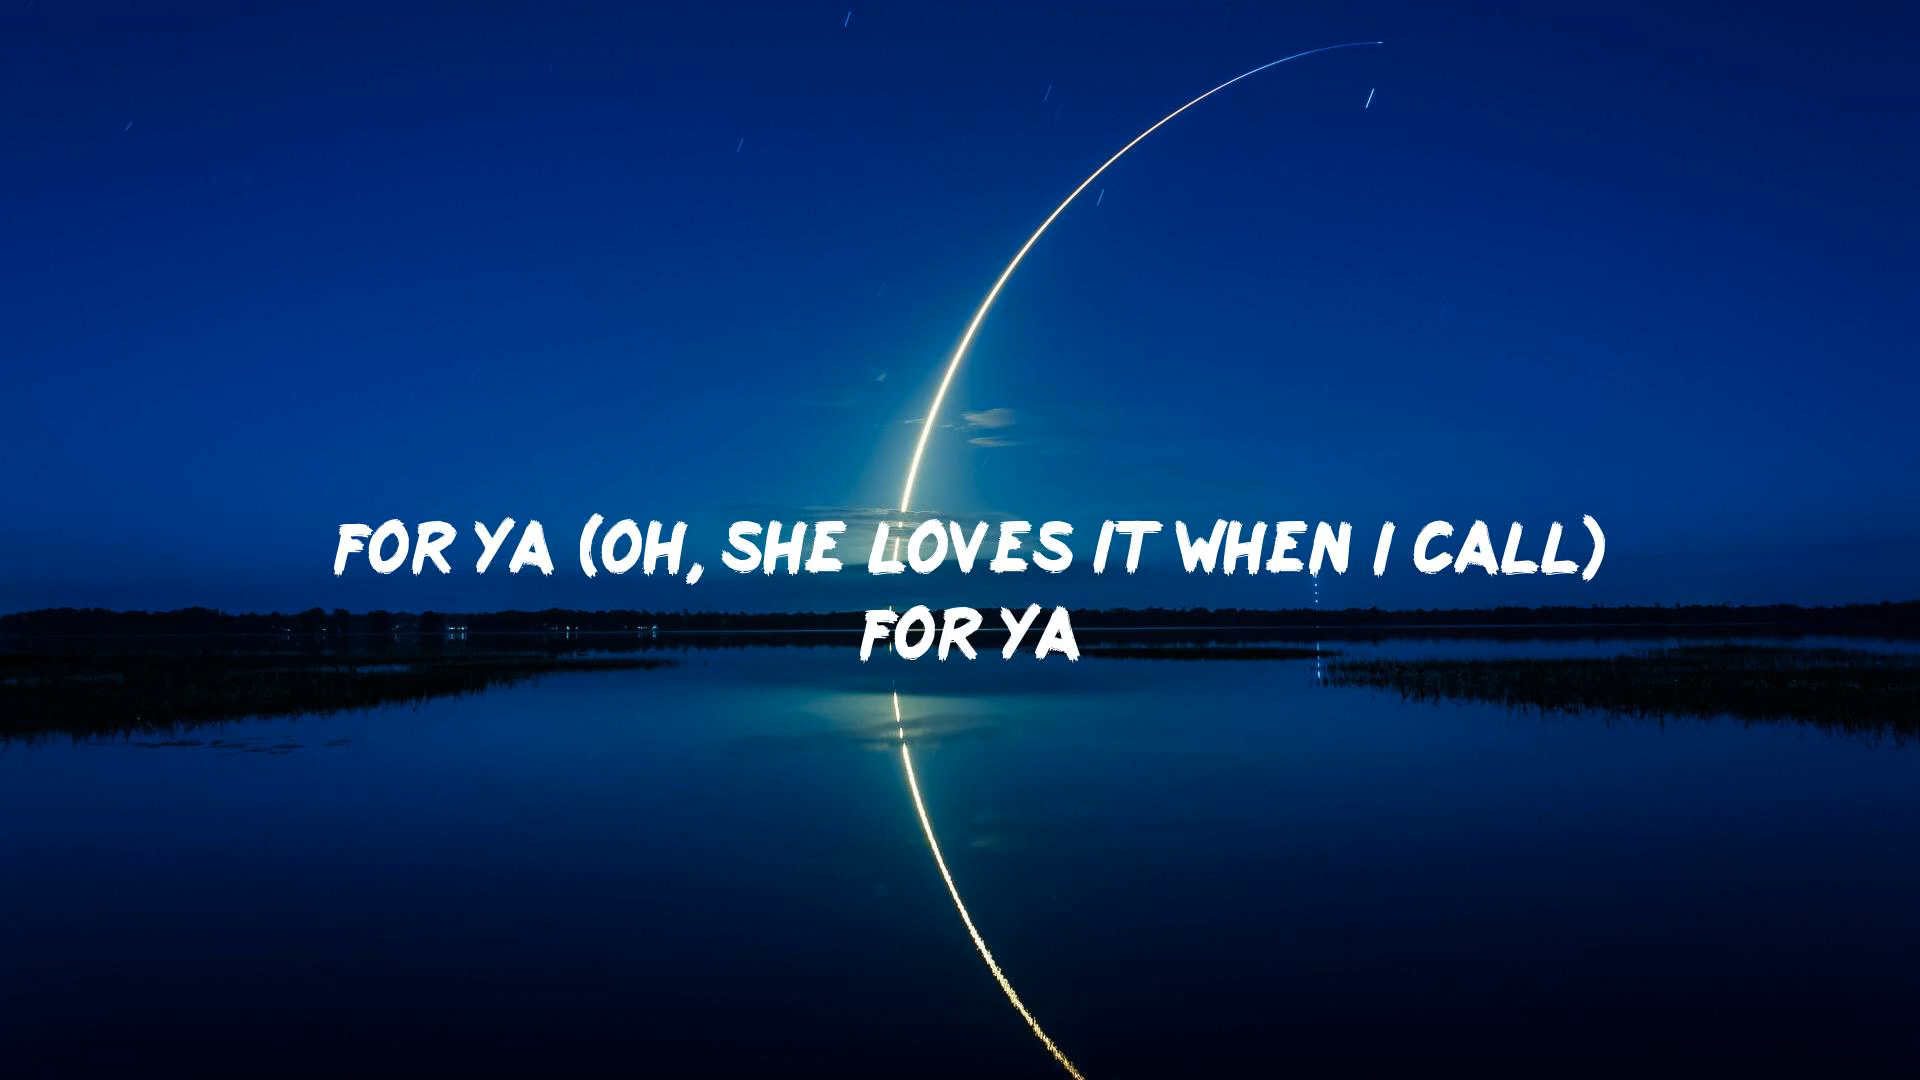 FOR YA (OH, SHE LOVES IT WHEN I CALL)
FOR YA